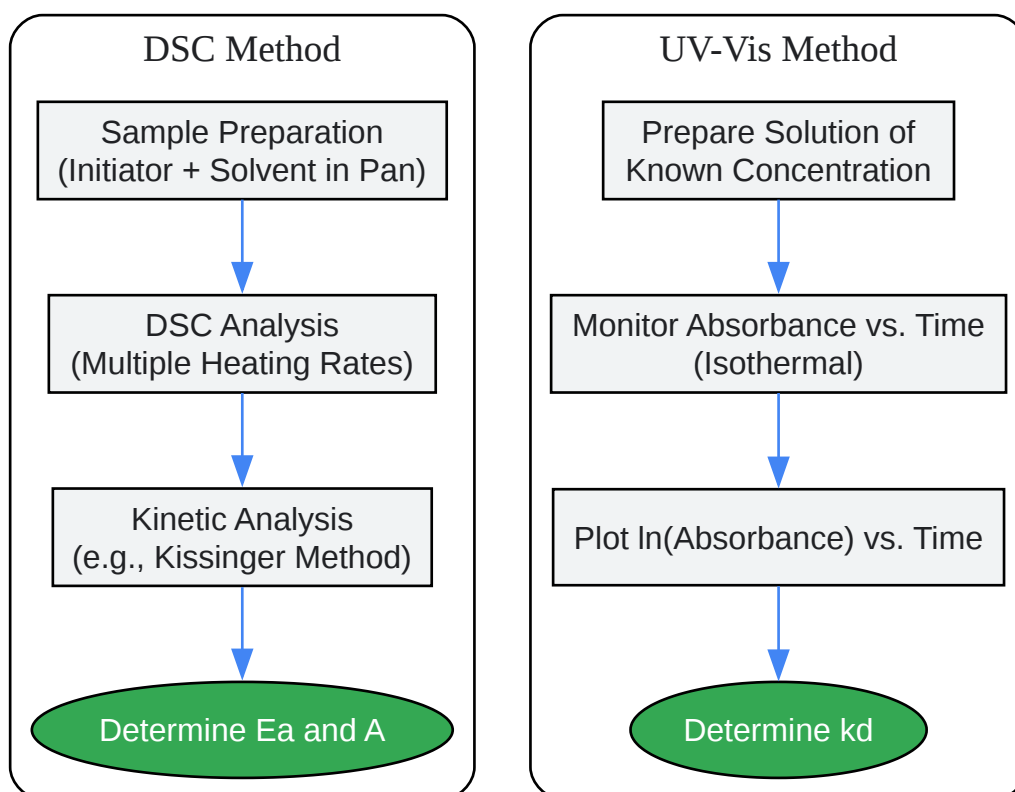 DSC Method
Sample Preparation
(Initiator + Solvent in Pan)
DSC Analysis
(Multiple Heating Rates)
Kinetic Analysis
(e.g., Kissinger Method)
Determine Ea and A
UV-Vis Method
Prepare Solution of
Known Concentration
Monitor Absorbance vs. Time
(Isothermal)
Plot ln(Absorbance) vs. Time
Determine kd